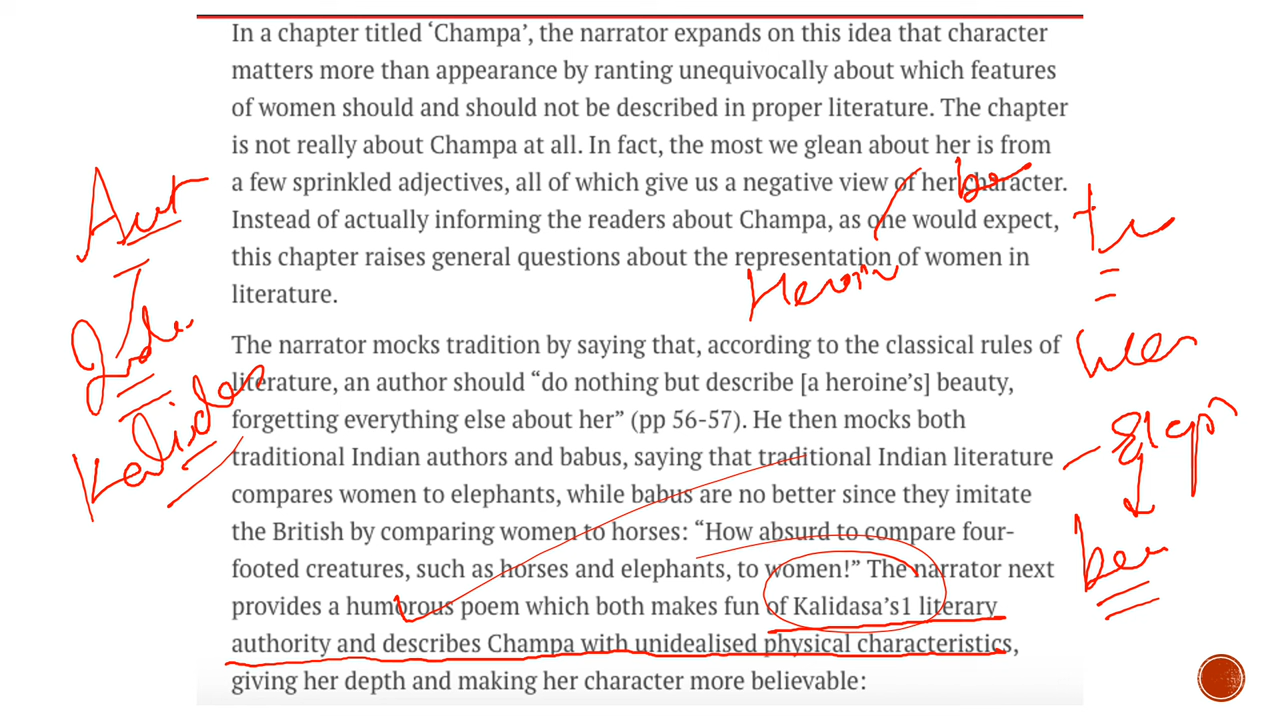 In a chapter titled ‘Champa’, the narrator expands on this idea that character
matters more than appearance by ranting unequivocally about which features
of women should and should not be described in proper literature. The chapter
is not really about Champa at all. In fact, the most we glean about her is from
a few sprinkled adjectives, all of which give us a negative view of her character.
Instead of actually informing the readers about Champa, as one would expect,
this chapter raises general questions about the representation of women in
literature.
Heroin
The narrator mocks tradition by saying that, according to the classical rules of
literature, an author should “do nothing but describe [a heroine’s] beauty,
forgetting everything else about her” (pp 56-57). He then mocks both
traditional Indian authors and babus, saying that traditional Indian literature
compares women to elephants, while babus are no better since they imitate
the British by comparing women to horses: “How absurd to compare four-
footed creatures, such as horses and elephants, to women!” The narrator next
provides a humorous poem which both makes fun of Kalidasa’s1 literary
authority and describes Champa with unidealised physical characteristics,
giving her depth and making her character more believable: